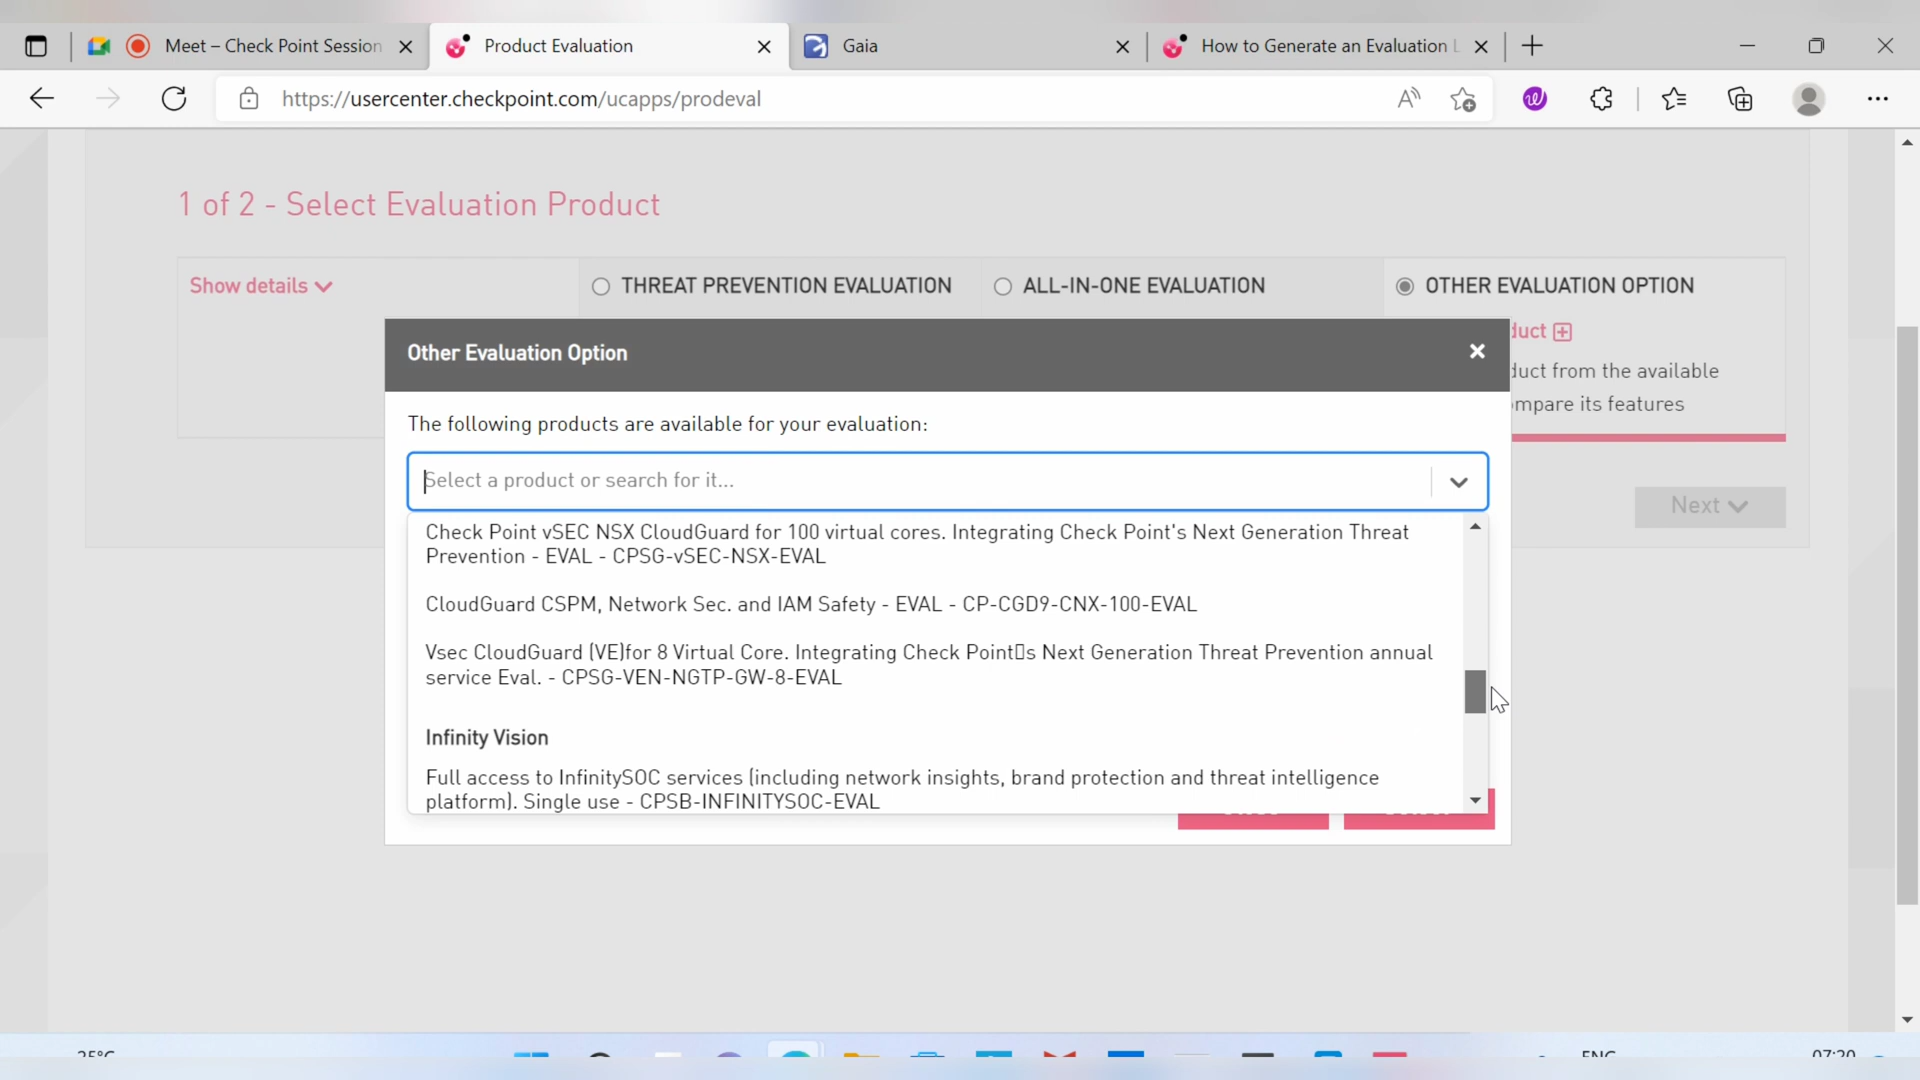 Meet – Check Point Session
Product Evaluation
Gaia
How to Generate an Evaluation L
https://usercenter.checkpoint.com/ucapps/prodeval
1 of 2 - Select Evaluation Product
Show details
THREAT PREVENTION EVALUATION
ALL-IN-ONE EVALUATION
OTHER EVALUATION OPTION
duct
duct from the available
mpare its features
Next
Other Evaluation Option
The following products are available for your evaluation:
Select a product or search for it...
Check Point vSEC NSX CloudGuard for 100 virtual cores. Integrating Check Point's Next Generation Threat
Prevention - EVAL - CPSG-vSEC-NSX-EVAL
CloudGuard CSPM, Network Sec. and IAM Safety - EVAL - CP-CGD9-CNX-100-EVAL
Vsec CloudGuard (VE)for 8 Virtual Core. Integrating Check Point▯s Next Generation Threat Prevention annual
service Eval. - CPSG-VEN-NGTP-GW-8-EVAL
Infinity Vision
Full access to InfinitySOC services (including network insights, brand protection and threat intelligence
platform). Single use - CPSB-INFINITYSOC-EVAL
25°C
ENG
07:20